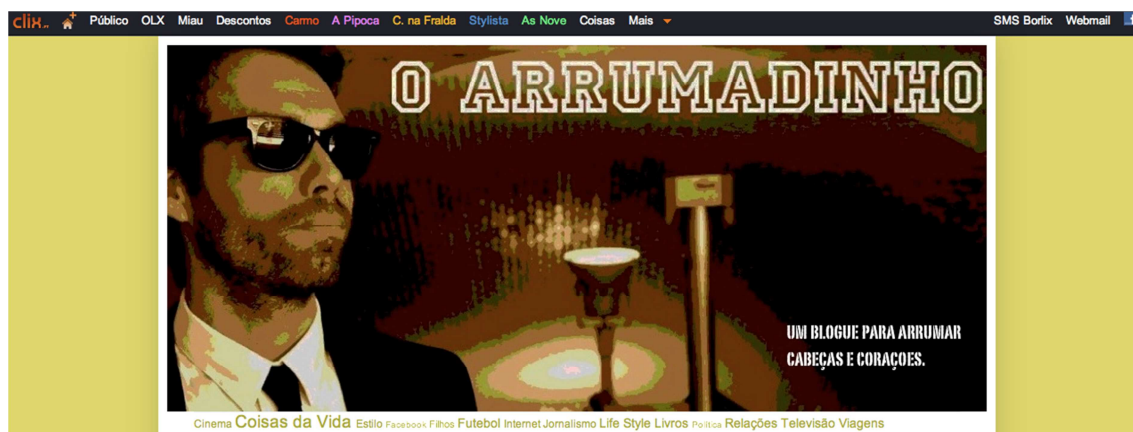 clix Público OLX Miau Descontos Carmo A Pipoca C. na Fralda Stylista As Nove Coisas Mais SMS Borlix Webmail
O ARRUMADINHO
UM BLOGUE PARA ARRUMAR
CABEÇAS E CORAÇOES.
Cinema Coisas da Vida Estilo Facebook Filhos Futebol Internet Jornalismo Life Style Livros Política Relações Televisão Viagens